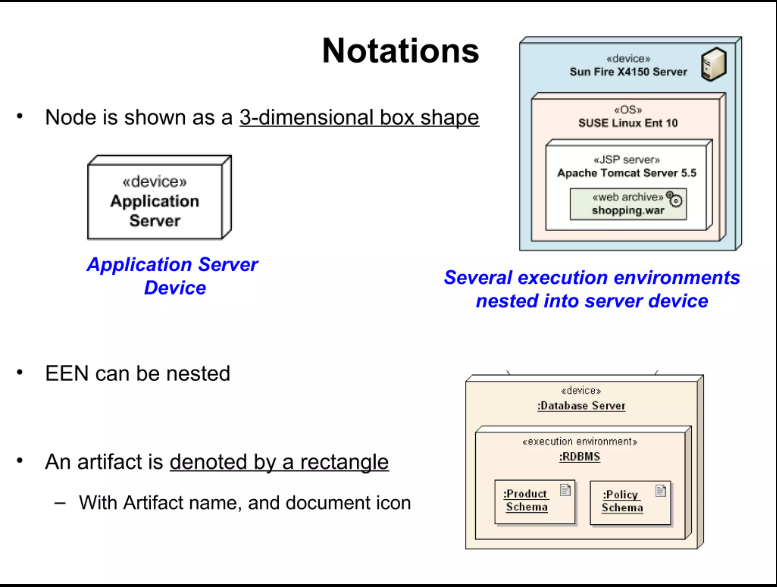 Notations
• Node is shown as a 3-dimensional box shape
«device»
Application
Server
Application Server
Device
«device»
Sun Fire X4150 Server
«OS»
SUSE Linux Ent 10
«JSP server»
Apache Tomcat Server 5.5
«web archive»
shopping.war
Several execution environments
nested into server device
• EEN can be nested
• An artifact is denoted by a rectangle
– With Artifact name, and document icon
«device»
:Database Server
«execution environment»
:RDBMS
:Product
Schema
:Policy
Schema